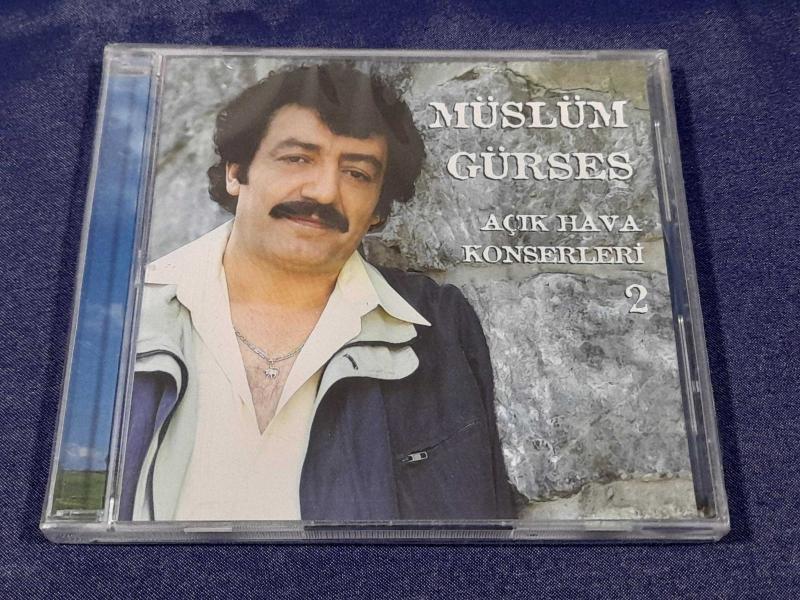 MÜSLÜM
GÜRSES
AÇIK HAVA
KONSERLERİ
2